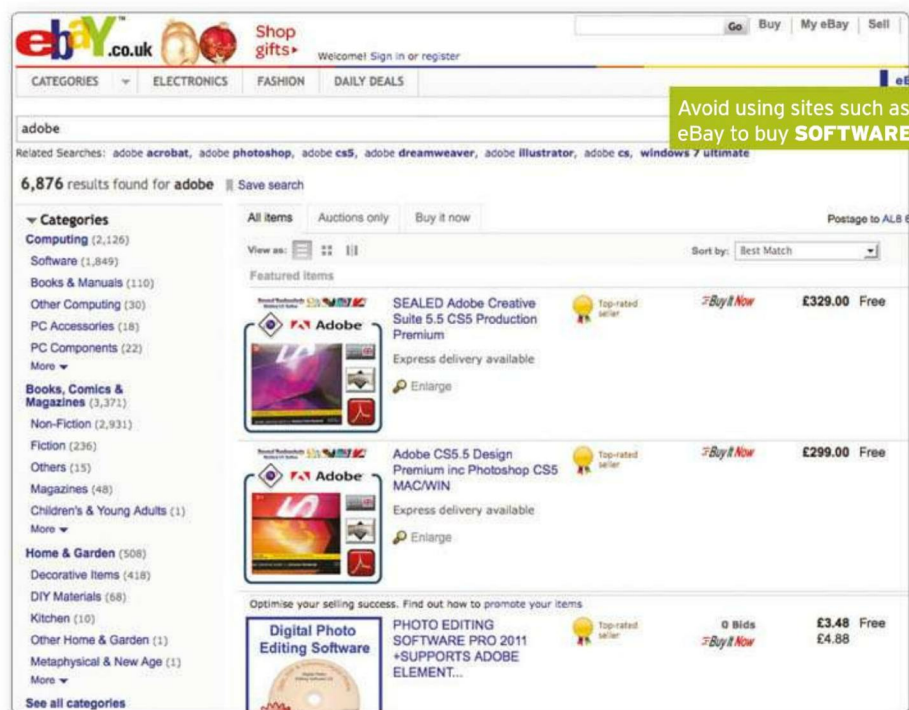 ebaY™.co.uk
Shop
gifts
Welcome! Sign in or register
Go Buy My eBay Sell
CATEGORIES ELECTRONICS FASHION DAILY DEALS
Avoid using sites such as
eBay to buy SOFTWARE
adobe
Related Searches: adobe acrobat, adobe photoshop, adobe cs5, adobe dreamweaver, adobe illustrator, adobe cs, windows 7 ultimate
6,876 results found for adobe Save search
Categories
Computing (2,126)
Software (1,849)
Books & Manuals (110)
Other Computing (30)
PC Accessories (18)
PC Components (22)
More
Books, Comics &
Magazines (3,371)
Non-Fiction (2,931)
Fiction (236)
Others (15)
Magazines (48)
Children's & Young Adults (1)
More
Home & Garden (508)
Decorative Items (418)
DIY Materials (68)
Kitchen (10)
Other Home & Garden (1)
Metaphysical & New Age (1)
More
See all categories
All items Auctions only Buy it now
Postage to AL8 6
View as: Sort by: Best Match
Featured items
Adobe
SEALED Adobe Creative
Suite 5.5 CS5 Production
Premium
Express delivery available
Enlarge
Top-rated
seller
Buy It Now
£329.00 Free
Adobe
Adobe CS5.5 Design
Premium inc Photoshop CS5
MAC/WIN
Express delivery available
Enlarge
Top-rated
seller
Buy It Now
£299.00 Free
Optimise your selling success. Find out how to promote your items
Digital Photo
Editing Software
PHOTO EDITING
SOFTWARE PRO 2011
+SUPPORTS ADOBE
ELEMENT...
Top-rated
seller
0 Bids
Buy It Now
£3.48 Free
£4.88